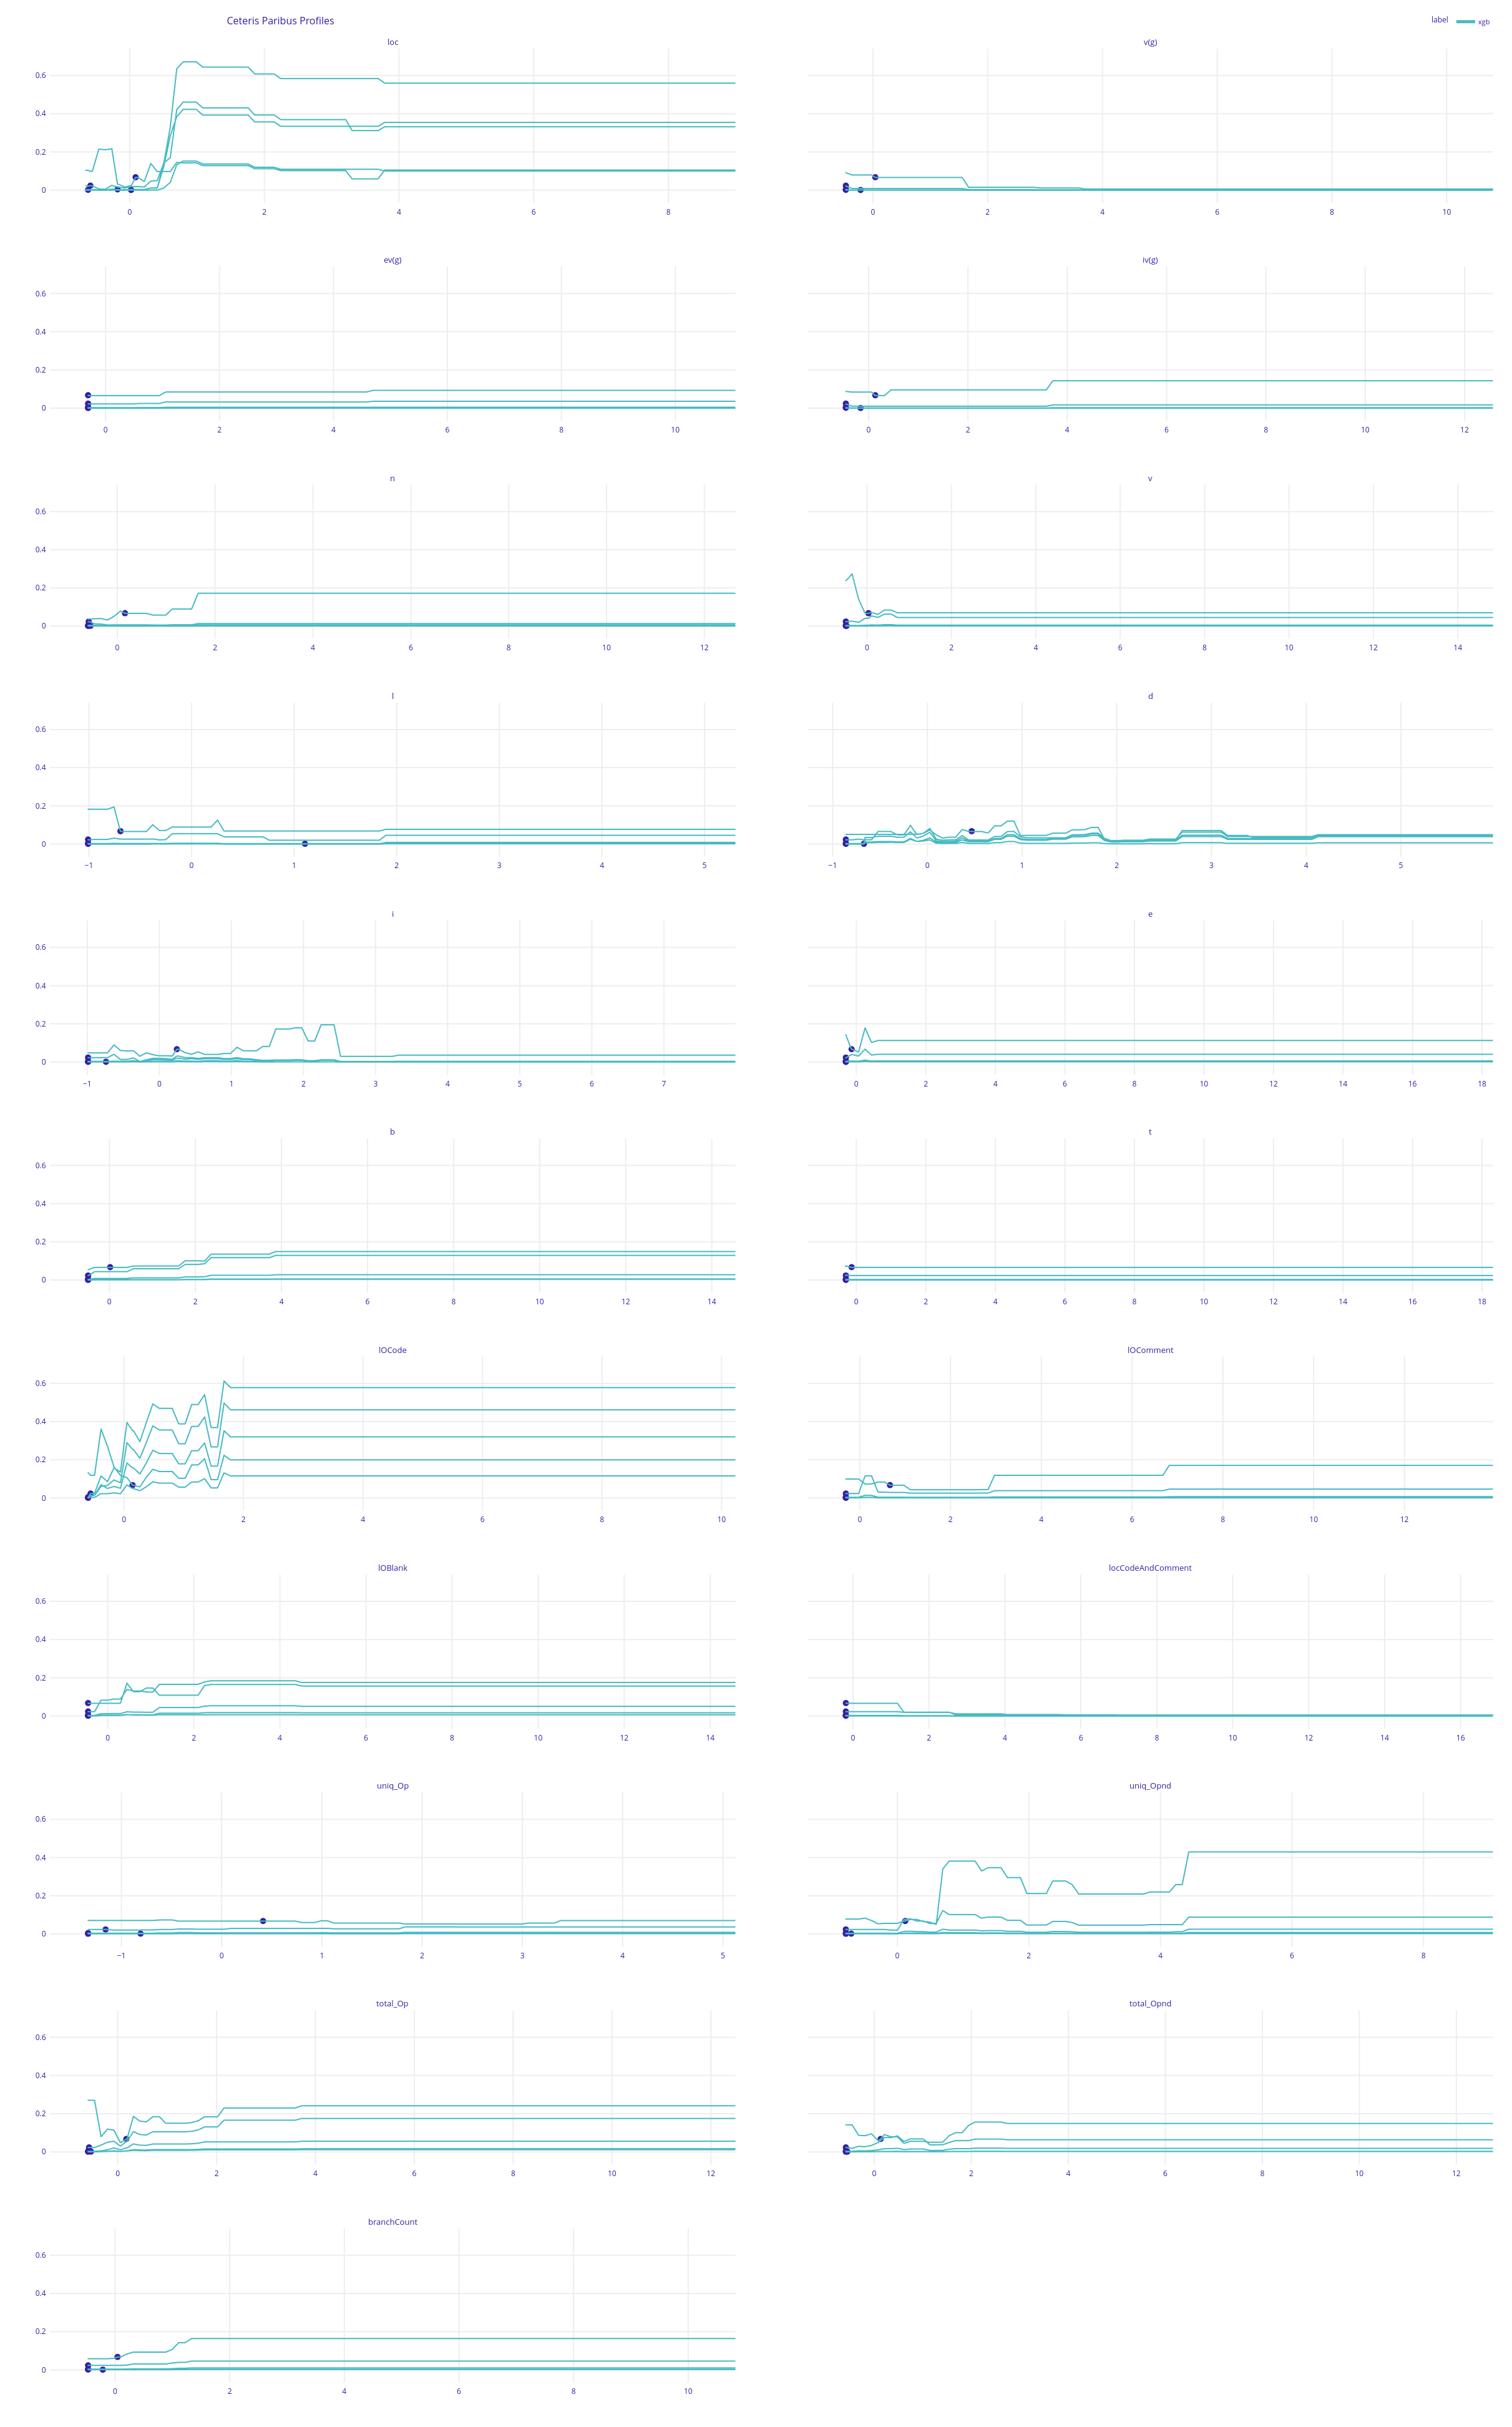 Ceteris Paribus Profiles
label xgb
loc v(g)
0.6
0.4
0.2
0
0 2 4 6 8 0 2 4 6 8 10
ev(g) iv(g)
0.6
0.4
0.2
0
0 2 4 6 8 10 0 2 4 6 8 10 12
n v
0.6
0.4
0.2
0
0 2 4 6 8 10 12 0 2 4 6 8 10 12 14
l d
0.6
0.4
0.2
0
−1 0 1 2 3 4 5 −1 0 1 2 3 4 5
i e
0.6
0.4
0.2
0
−1 0 1 2 3 4 5 6 7 0 2 4 6 8 10 12 14 16 18
b t
0.6
0.4
0.2
0
0 2 4 6 8 10 12 14 0 2 4 6 8 10 12 14 16 18
lOCode lOComment
0.6
0.4
0.2
0
0 2 4 6 8 10 0 2 4 6 8 10 12
lOBlank locCodeAndComment
0.6
0.4
0.2
0
0 2 4 6 8 10 12 14 0 2 4 6 8 10 12 14 16
uniq_Op uniq_Opnd
0.6
0.4
0.2
0
−1 0 1 2 3 4 5 0 2 4 6 8
total_Op total_Opnd
0.6
0.4
0.2
0
0 2 4 6 8 10 12 0 2 4 6 8 10 12
branchCount
0.6
0.4
0.2
0
0 2 4 6 8 10